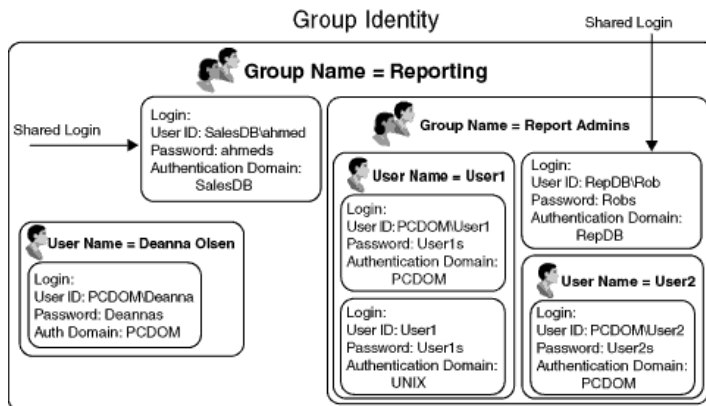 Group Identity
Shared Login
Group Name = Reporting
Shared Login
Login:
User ID: SalesDB\ahmed
Password: ahmeds
Authentication Domain:
SalesDB
Group Name = Report Admins
User Name = User1
Login:
User ID: PCDOM\User1
Password: User1s
Authentication Domain:
PCDOM
Login:
User ID: User1
Password: User1s
Authentication Domain:
UNIX
Login:
User ID: RepDB\Rob
Password: Robs
Authentication Domain:
RepDB
User Name = User2
Login:
User ID: PCDOM\User2
Password: User2s
Authentication Domain:
PCDOM
User Name = Deanna Olsen
Login:
User ID: PCDOM\Deanna
Password: Deannas
Auth Domain: PCDOM